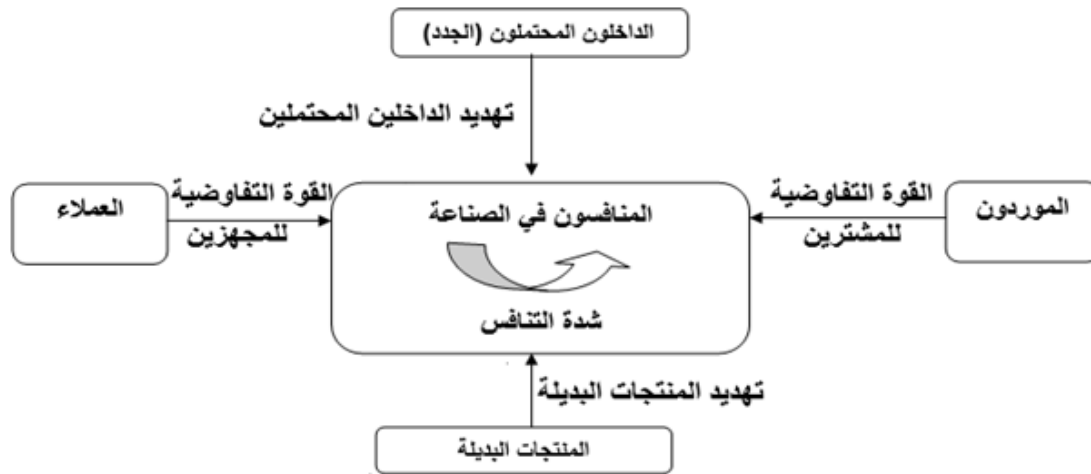 الداخلون المحتملون (الجدد)
تهديد الداخلين المحتملين
الموردون
القوة التفاوضية
للمشترين
المنافسون في الصناعة
شدة التنافس
القوة التفاوضية
للمجهزين
العملاء
تهديد المنتجات البديلة
المنتجات البديلة